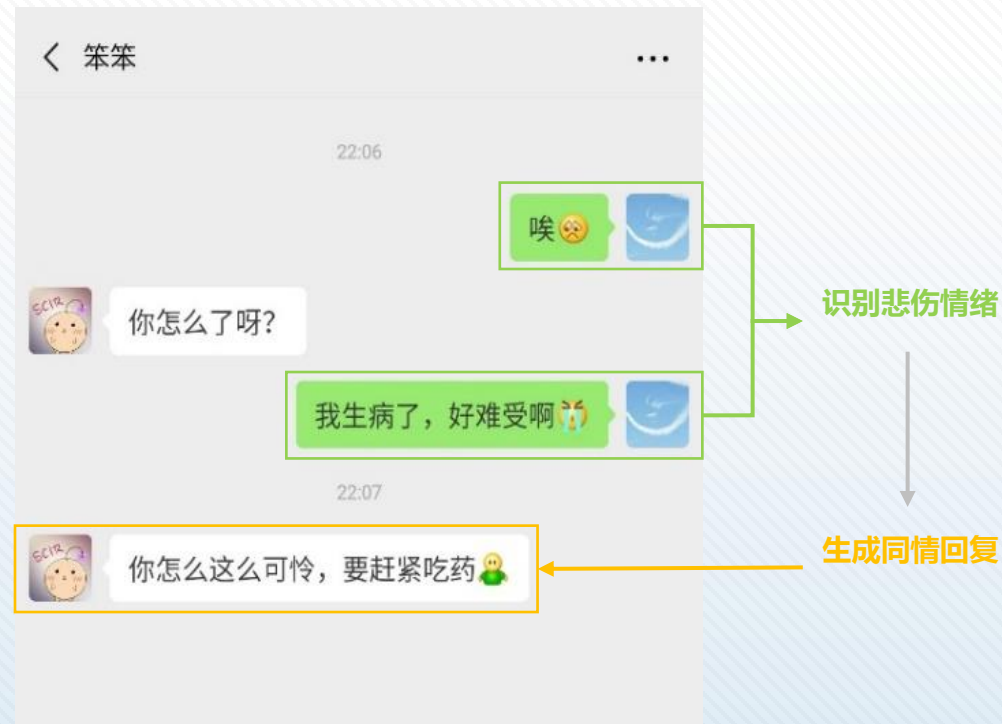 笨笨
22:06
唉
识别悲伤情绪
SCIR
你怎么了呀?
我生病了，好难受啊
22:07
生成同情回复
SCIR
你怎么这么可怜，要赶紧吃药